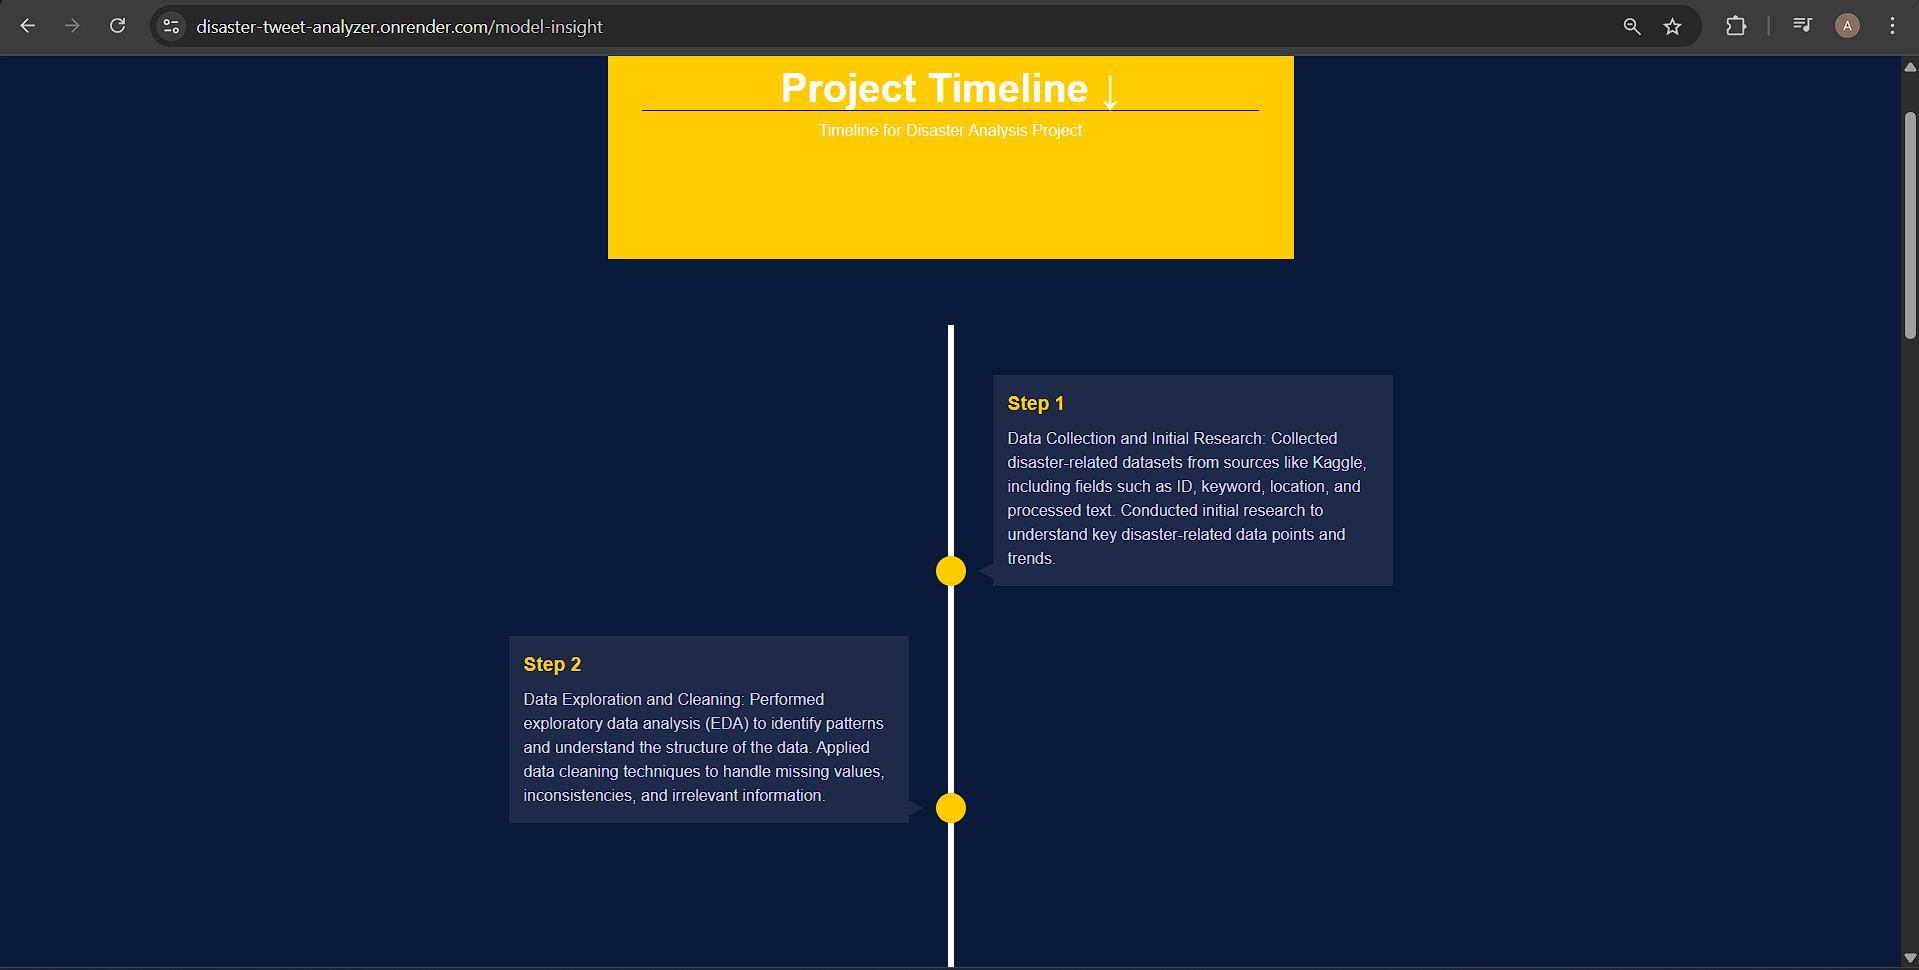 disaster-tweet-analyzer.onrender.com/model-insight
A
Project Timeline ↓
Timeline for Disaster Analysis Project
Step 1
Data Collection and Initial Research: Collected
disaster-related datasets from sources like Kaggle,
including fields such as ID, keyword, location, and
processed text. Conducted initial research to
understand key disaster-related data points and
trends.
Step 2
Data Exploration and Cleaning: Performed
exploratory data analysis (EDA) to identify patterns
and understand the structure of the data. Applied
data cleaning techniques to handle missing values,
inconsistencies, and irrelevant information.